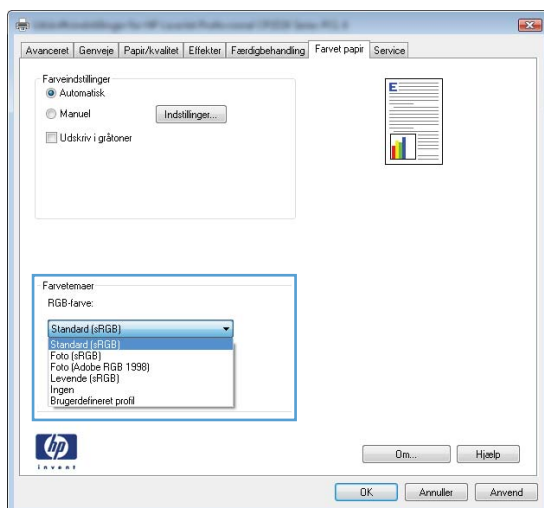 Avanceret Genveje Papir/kvalitet Effekter Færdigbehandling Farvet papir Service
Farveindstillinger
Automatisk
Manuel Indstillinger...
Udskriv i gråtoner
E
Farvetemaer
RGB-farve:
Standard (sRGB)
Standard (sRGB)
Foto (sRGB)
Foto (Adobe RGB 1998)
Levende (sRGB)
Ingen
Brugerdefineret profil
hp
invent
Om... Hjælp
OK Annuller Anvend